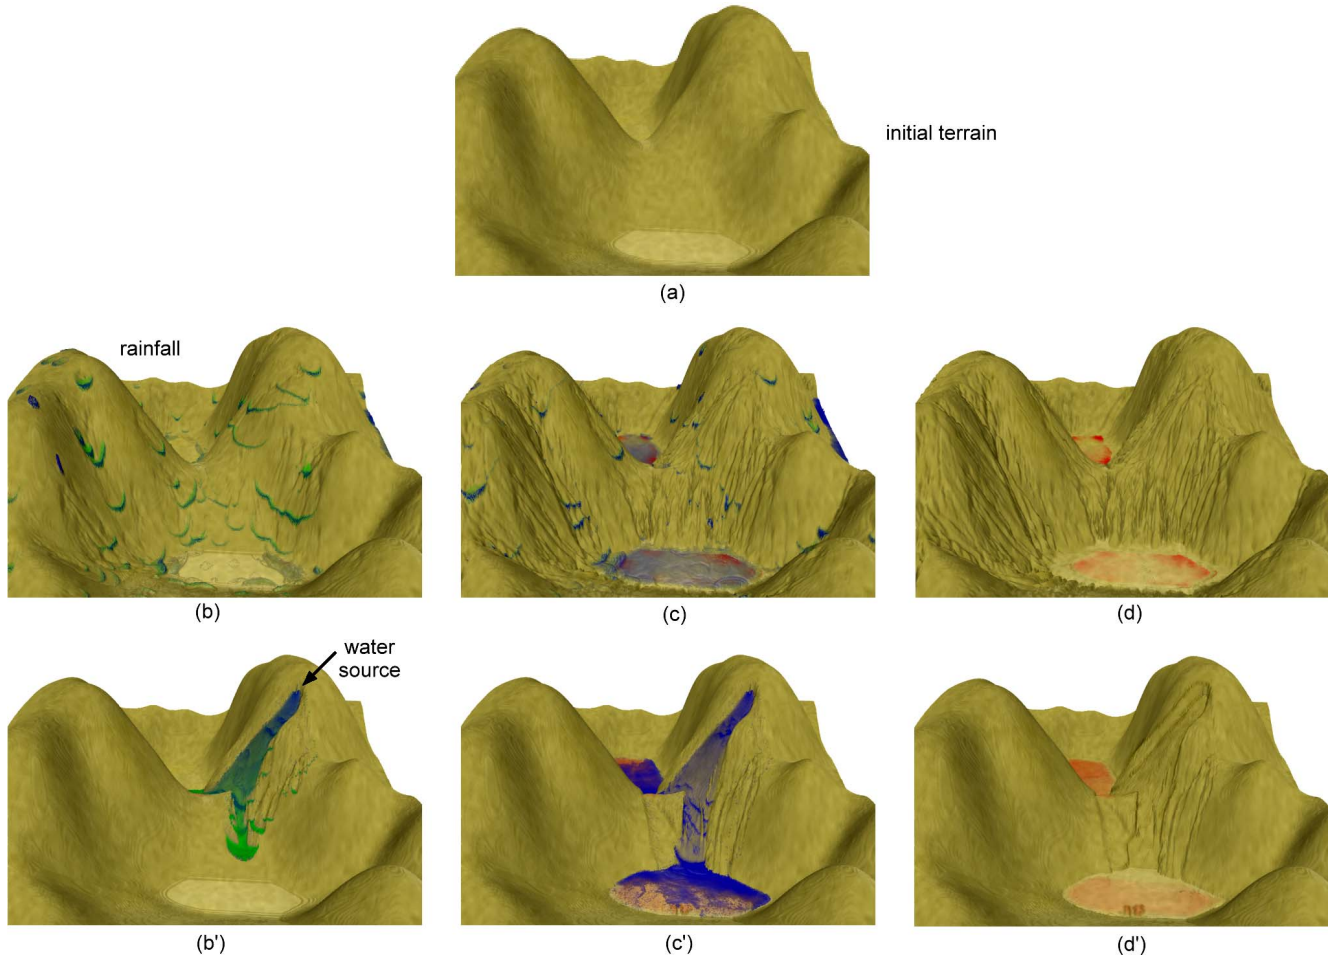 initial terrain
(a)
rainfall
(b)
(c)
(d)
water
source
(b')
(c')
(d')